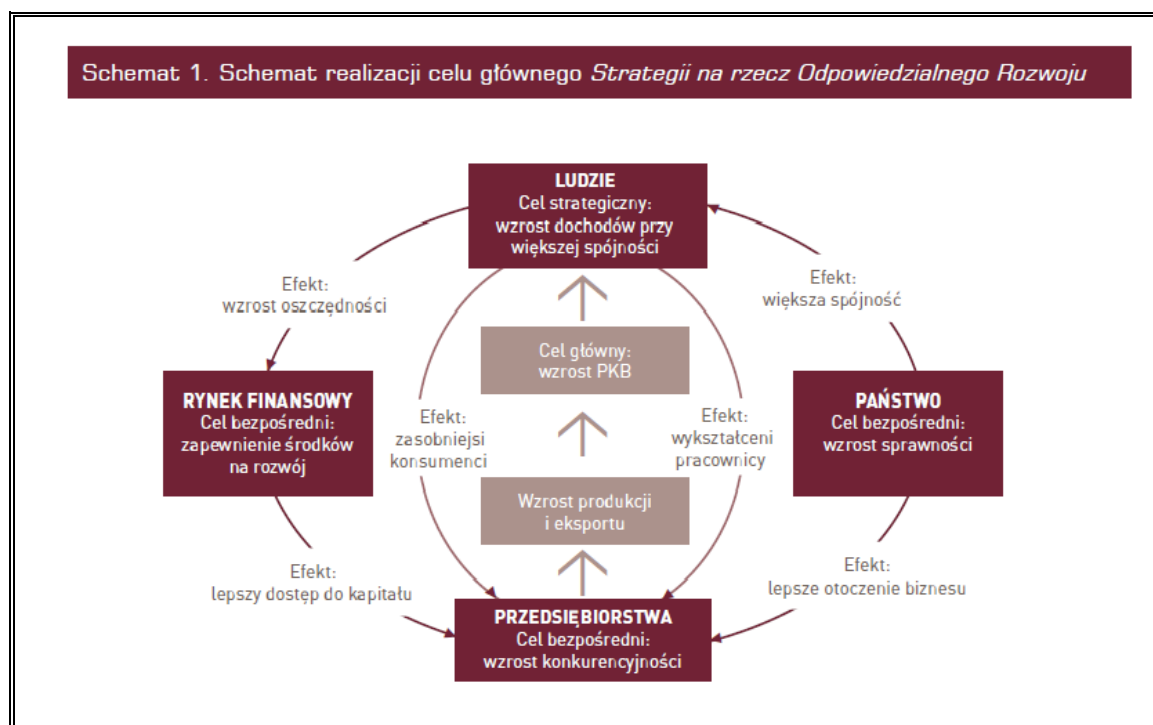 Schemat 1. Schemat realizacji celu głównego Strategii na rzecz Odpowiedzialnego Rozwoju
LUDZIE
Cel strategiczny:
wzrost dochodów przy
większej spójności
Efekt:
wzrost oszczędności
Efekt:
większa spójność
Cel główny:
wzrost PKB
RYNEK FINANSOWY
Cel bezpośredni:
zapewnienie środków
na rozwój
Efekt:
zasobniejsi
konsumenci
Efekt:
wykształceni
pracownicy
PAŃSTWO
Cel bezpośredni:
wzrost sprawności
Wzrost produkcji
i eksportu
Efekt:
lepszy dostęp do kapitału
Efekt:
lepsze otoczenie biznesu
PRZEDSIĘBIORSTWA
Cel bezpośredni:
wzrost konkurencyjności